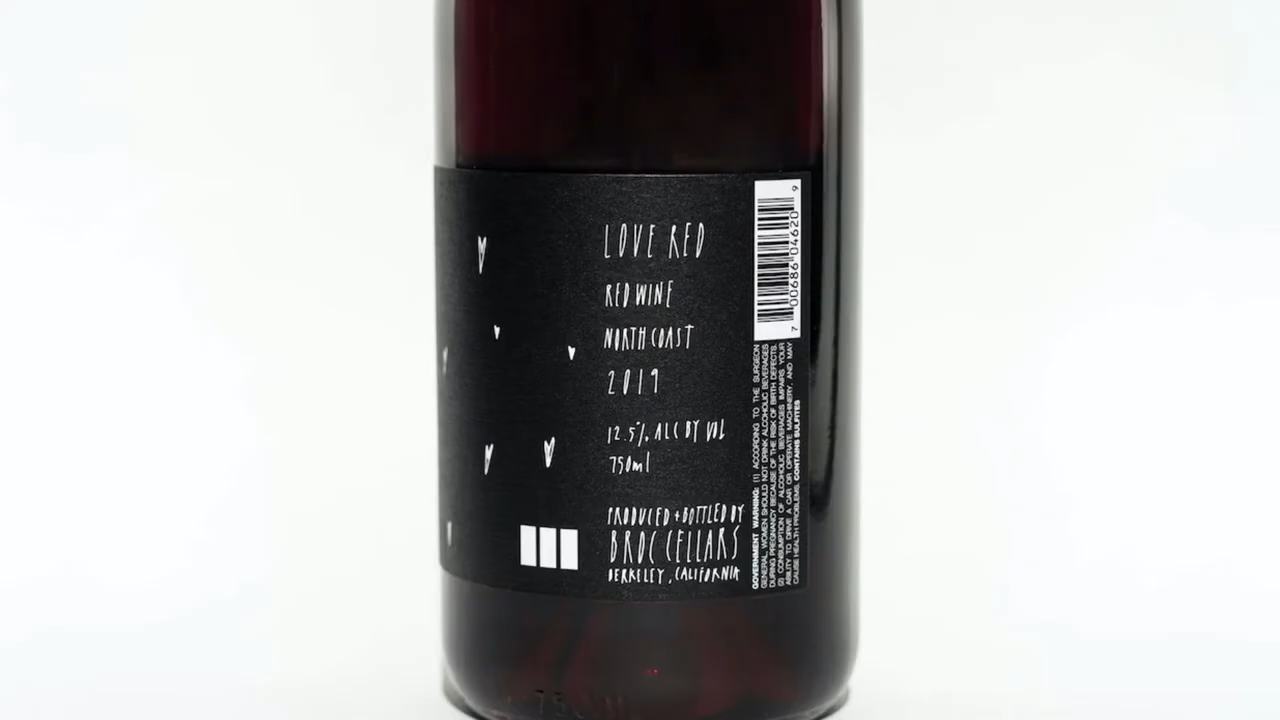 LOVE RED
RED WINE
NORTH COAST
2019
12.5% ALC BY VOL
750ml
PRODUCED + BOTTLED BY
BROC CELLARS
BERKELEY, CALIFORNIA
7 00686 04620 9
GOVERNMENT WARNING: (1) ACCORDING TO THE SURGEON
GENERAL, WOMEN SHOULD NOT DRINK ALCOHOLIC BEVERAGES
DURING PREGNANCY BECAUSE OF THE RISK OF BIRTH DEFECTS.
(2) CONSUMPTION OF ALCOHOLIC BEVERAGES IMPAIRS YOUR
ABILITY TO DRIVE A CAR OR OPERATE MACHINERY, AND MAY
CAUSE HEALTH PROBLEMS. CONTAINS SULFITES